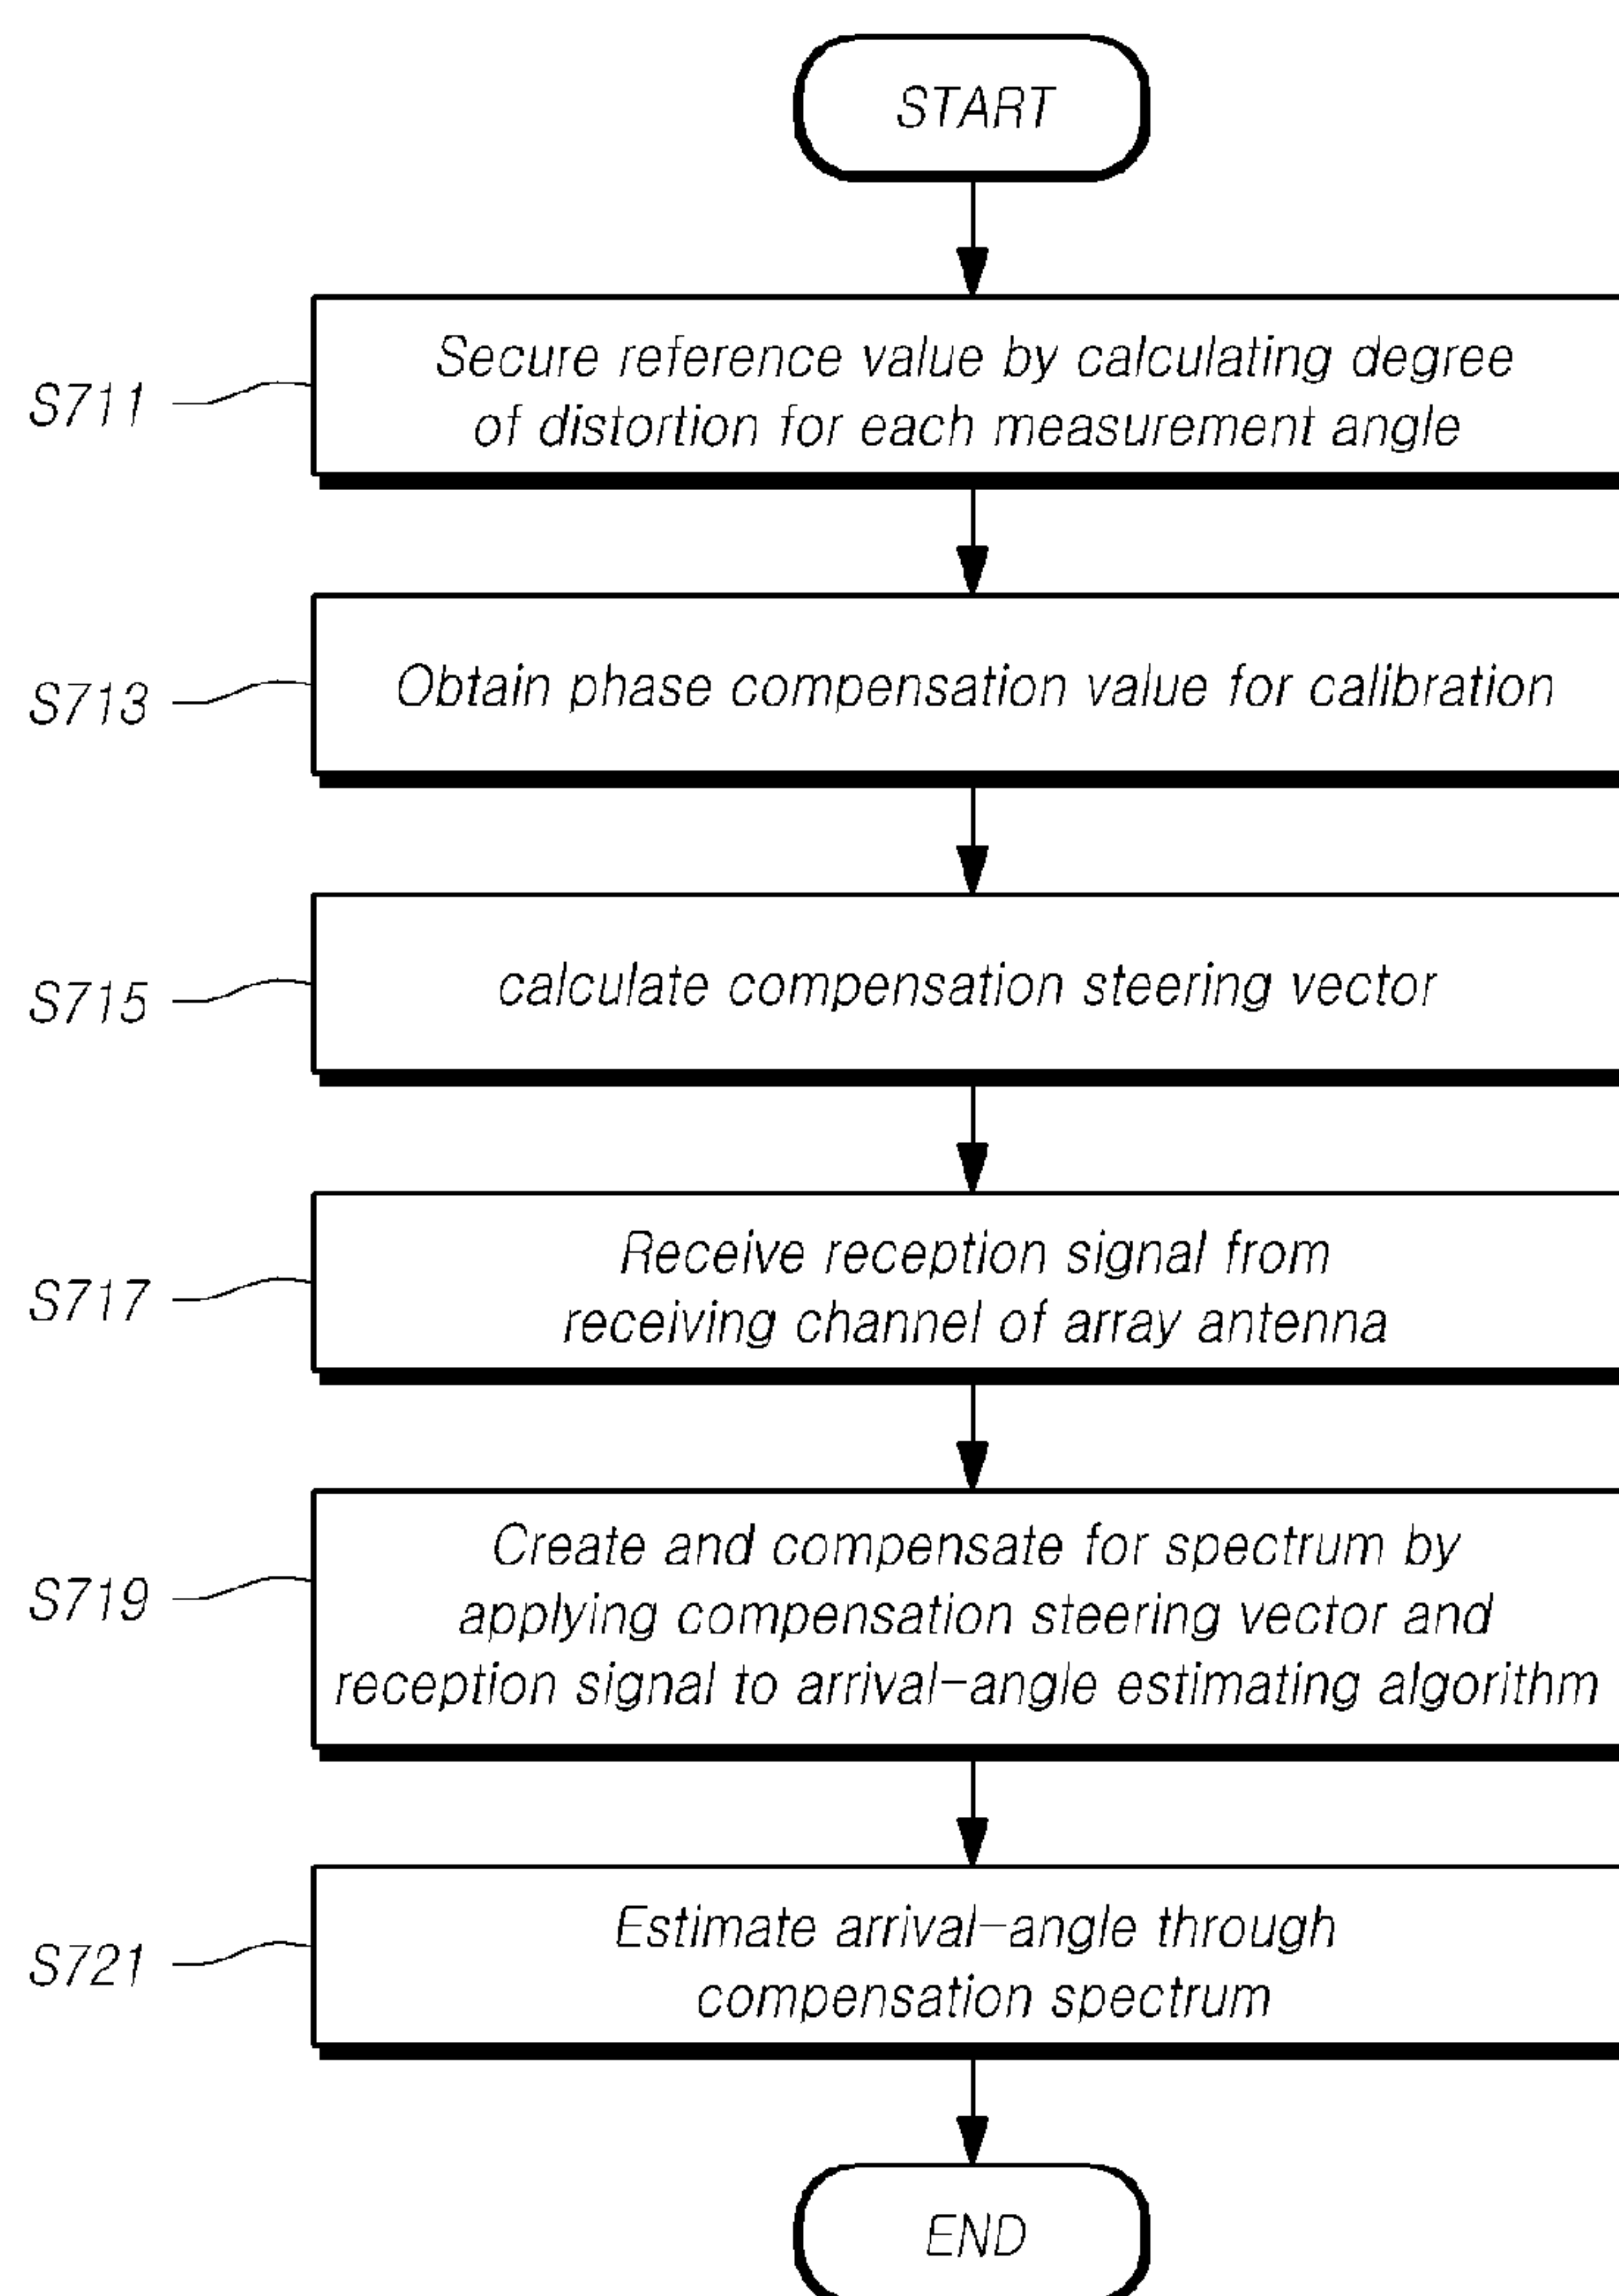 START
S711
Secure reference value by calculating degree
of distortion for each measurement angle
S713
Obtain phase compensation value for calibration
S715
calculate compensation steering vector
S717
Receive reception signal from
receiving channel of array antenna
S719
Create and compensate for spectrum by
applying compensation steering vector and
reception signal to arrival-angle estimating algorithm
S721
Estimate arrival-angle through
compensation spectrum
END